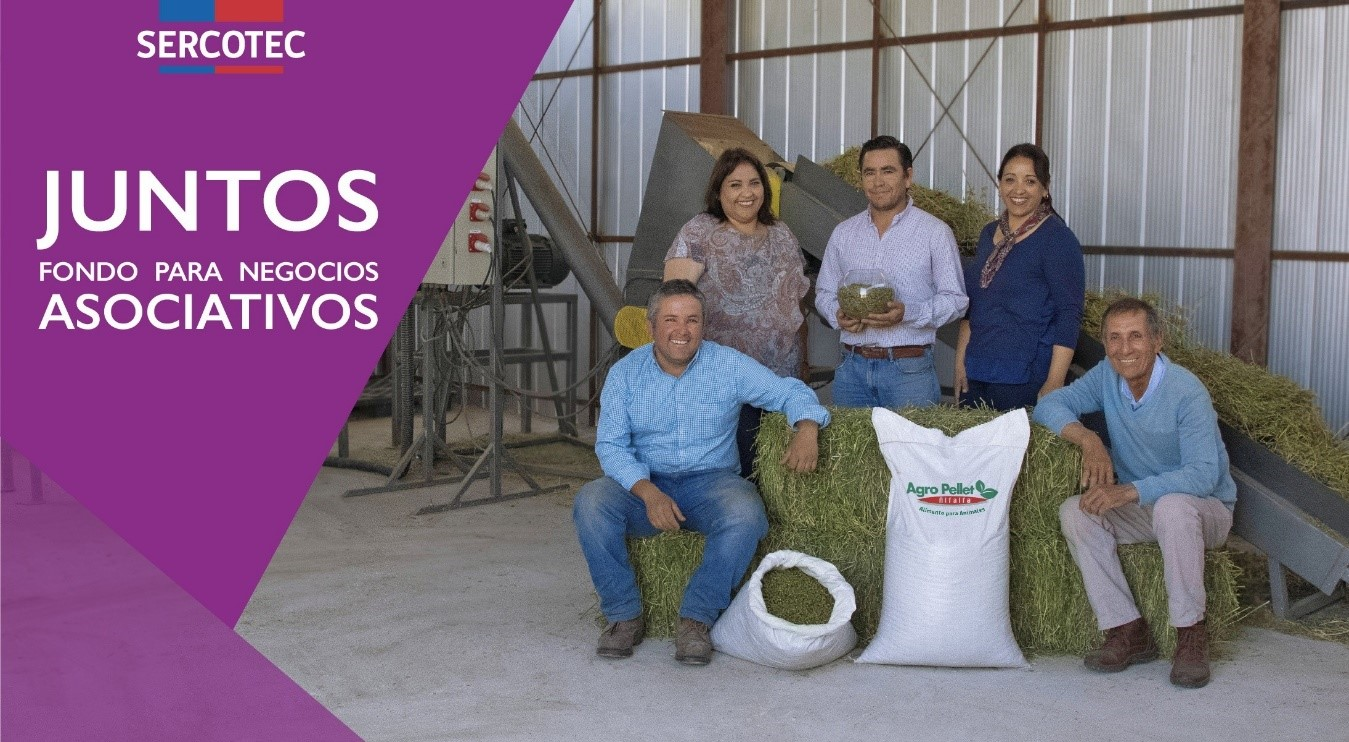 SERCOTEC
JUNTOS
FONDO PARA NEGOCIOS
ASOCIATIVOS
Agro Pellet
Alfalfa
Alimento para Animales